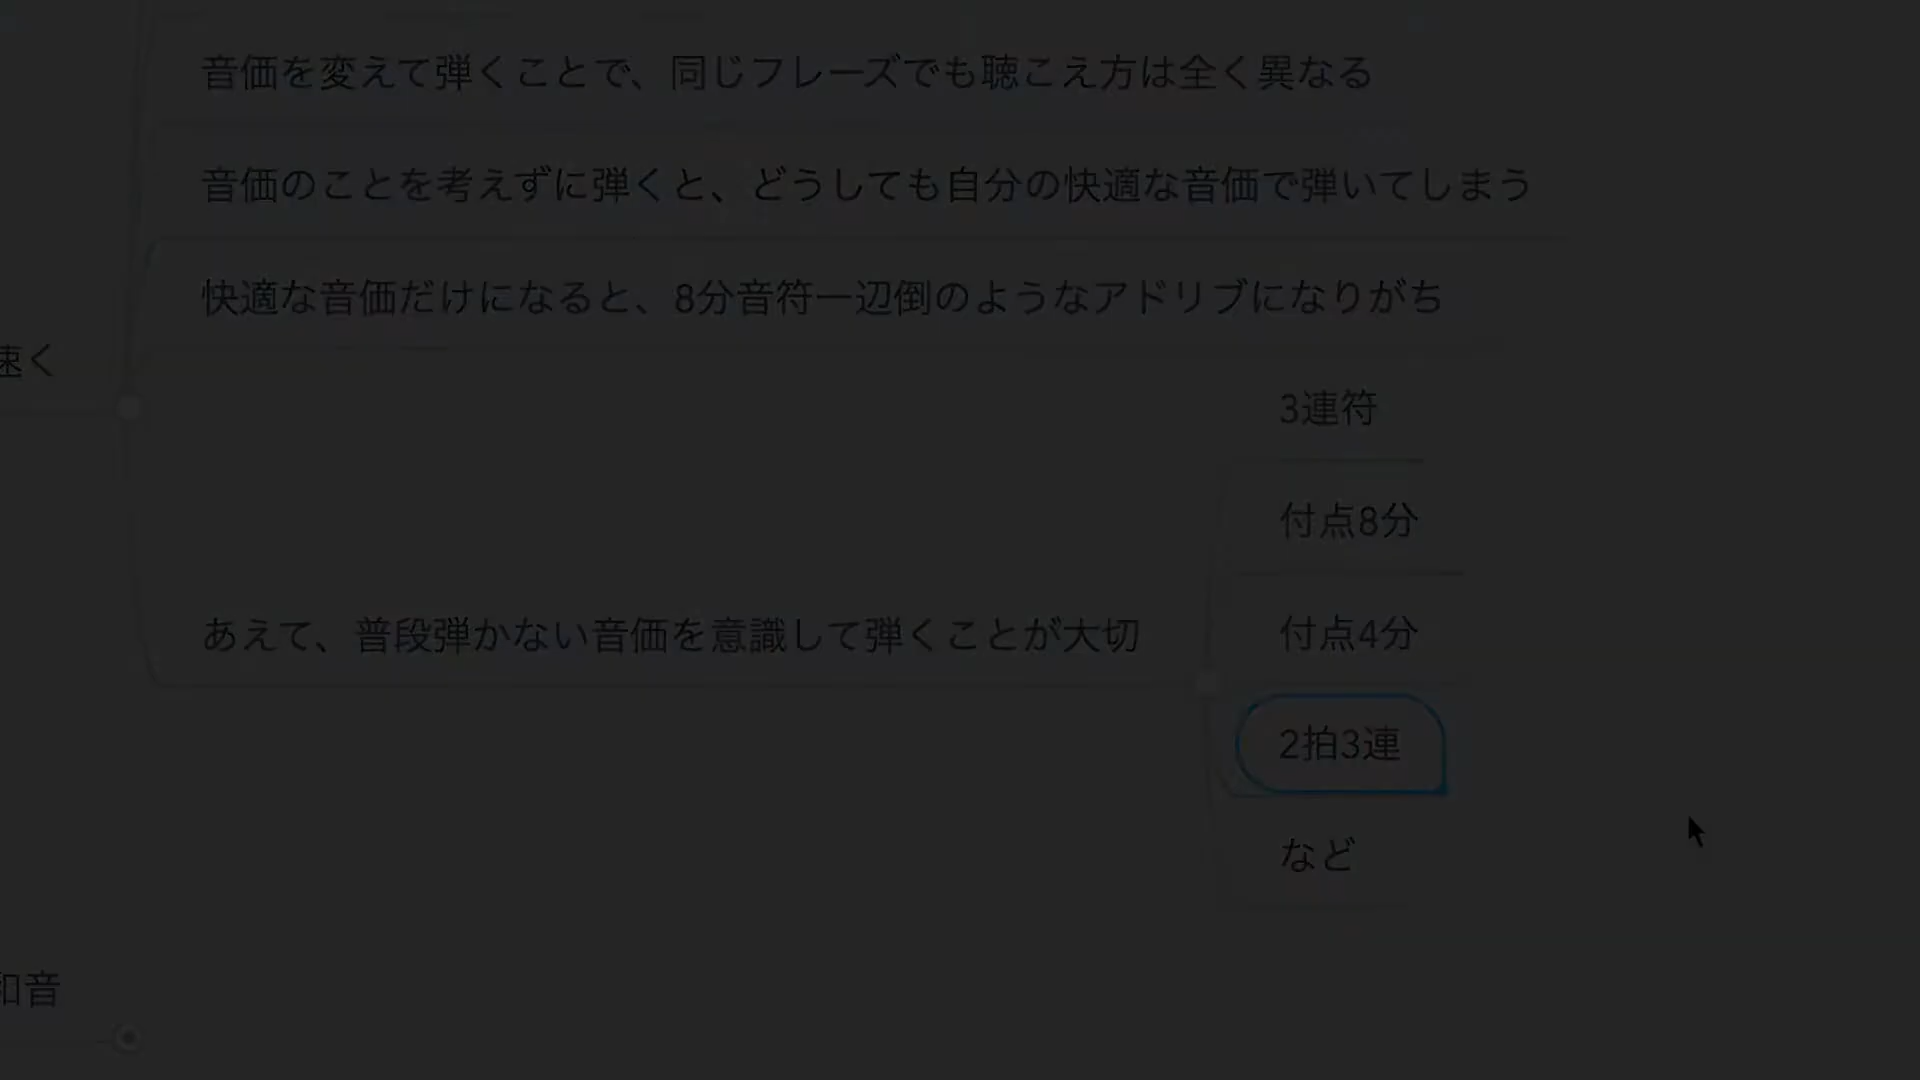 音価を変えて弾くことで、同じフレーズでも聴こえ方は全く異なる
音価のことを考えずに弾くと、どうしても自分の快適な音価で弾いてしまう
快適な音価だけになると、8分音符一辺倒のようなアドリブになりがち
速く
3連符
付点8分
あえて、普段弾かない音価を意識して弾くことが大切
付点4分
2拍3連
など
和音